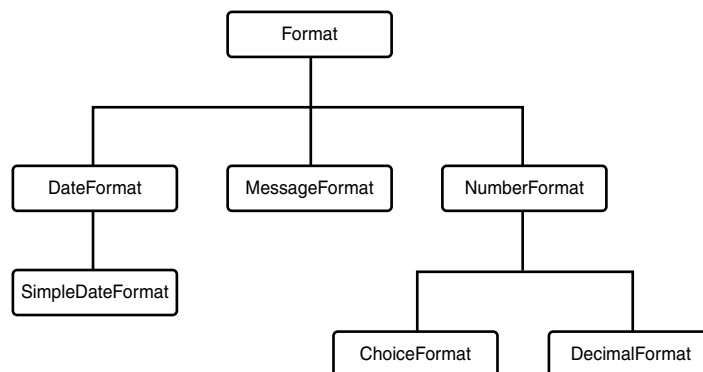 Format
DateFormat
MessageFormat
NumberFormat
SimpleDateFormat
ChoiceFormat
DecimalFormat